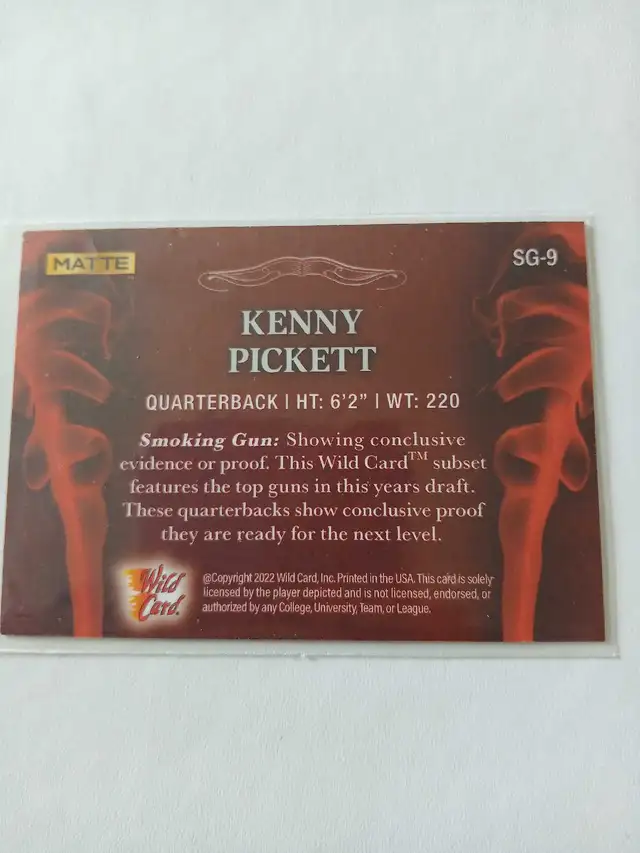 MATTE
SG-9
KENNY
PICKETT
QUARTERBACK | HT: 6'2" | WT: 220
Smoking Gun: Showing conclusive
evidence or proof. This Wild Card™ subset
features the top guns in this years draft.
These quarterbacks show conclusive proof
they are ready for the next level.
Wild
Card.
@Copyright 2022 Wild Card, Inc. Printed in the USA. This card is solely
licensed by the player depicted and is not licensed, endorsed, or
authorized by any College, University, Team, or League.